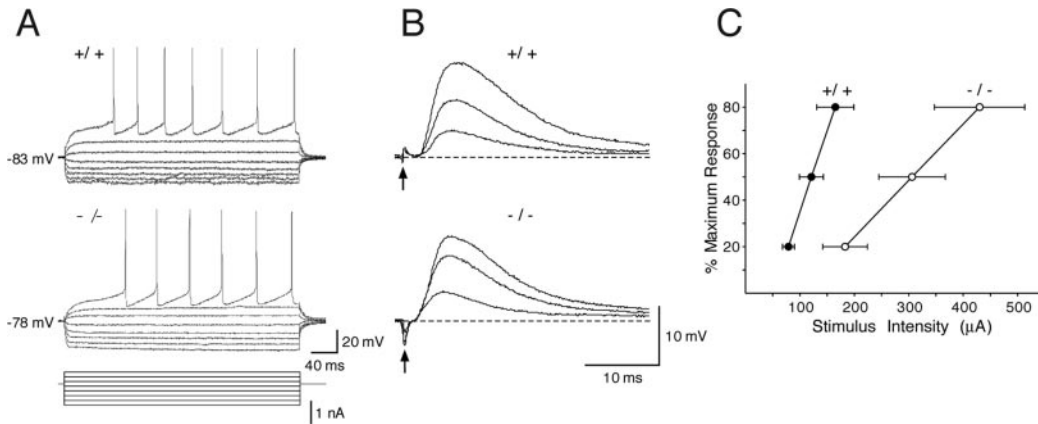 A
B
C
+/ +
-83 mV
- /-
-78 mV
20 mV
40 ms
1 nA
+/ +
- / -
10 mV
10 ms
+/ +
- / -
% Maximum Response
80
60
40
20
100
200
300
400
500
Stimulus Intensity (μA)